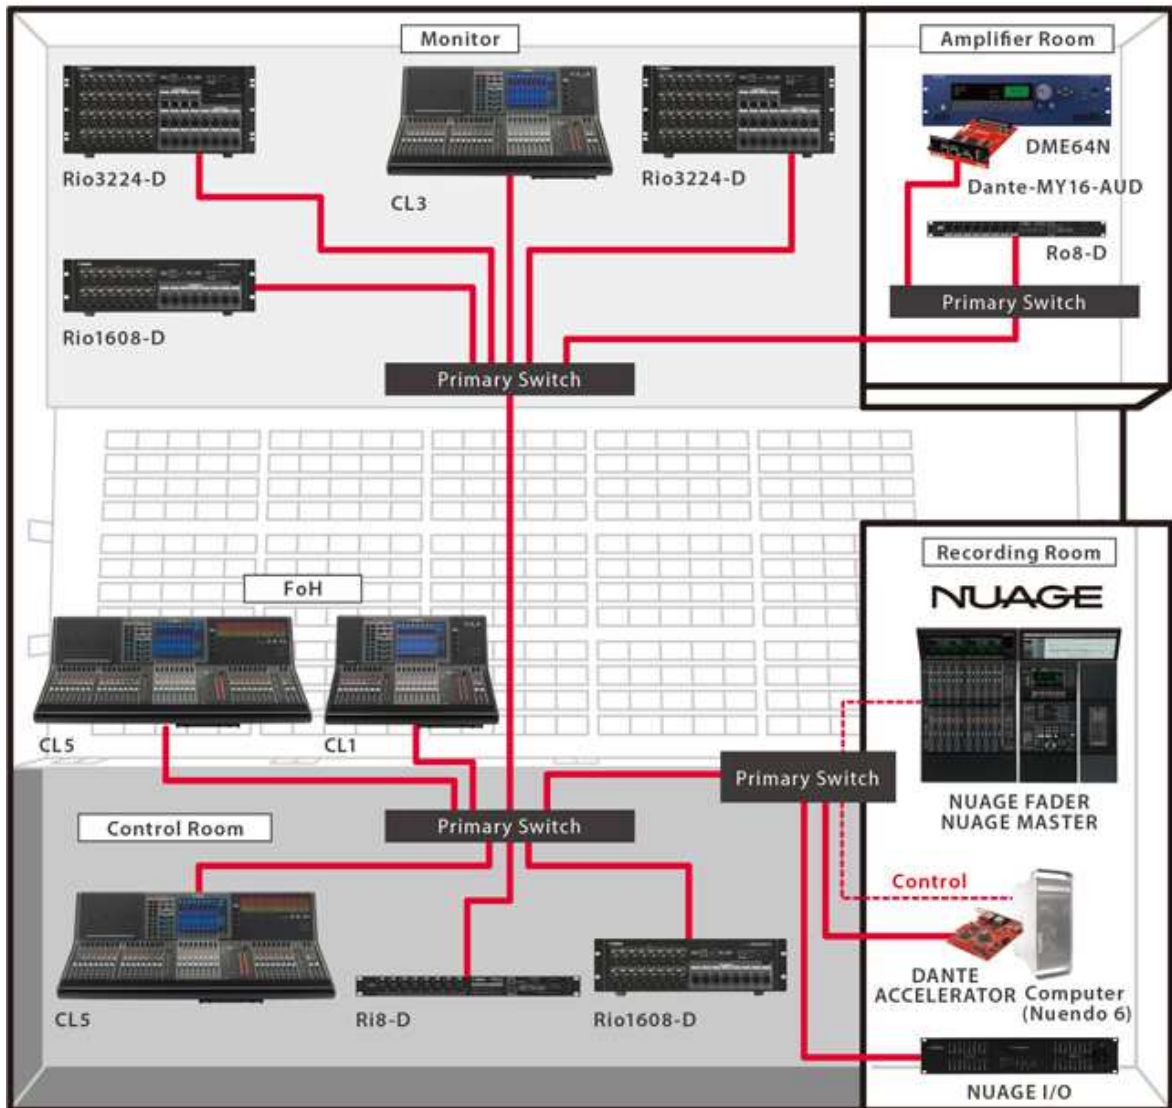 Monitor
Amplifier Room
Rio3224-D
CL3
Rio3224-D
DME64N
Dante-MY16-AUD
Ro8-D
Rio1608-D
Primary Switch
Primary Switch
Recording Room
NUAGE
FoH
CL5
CL1
Primary Switch
NUAGE FADER
NUAGE MASTER
Control Room
Primary Switch
Control
DANTE
ACCELERATOR
Computer
(Nuendo 6)
CL5
Ri8-D
Rio1608-D
NUAGE I/O